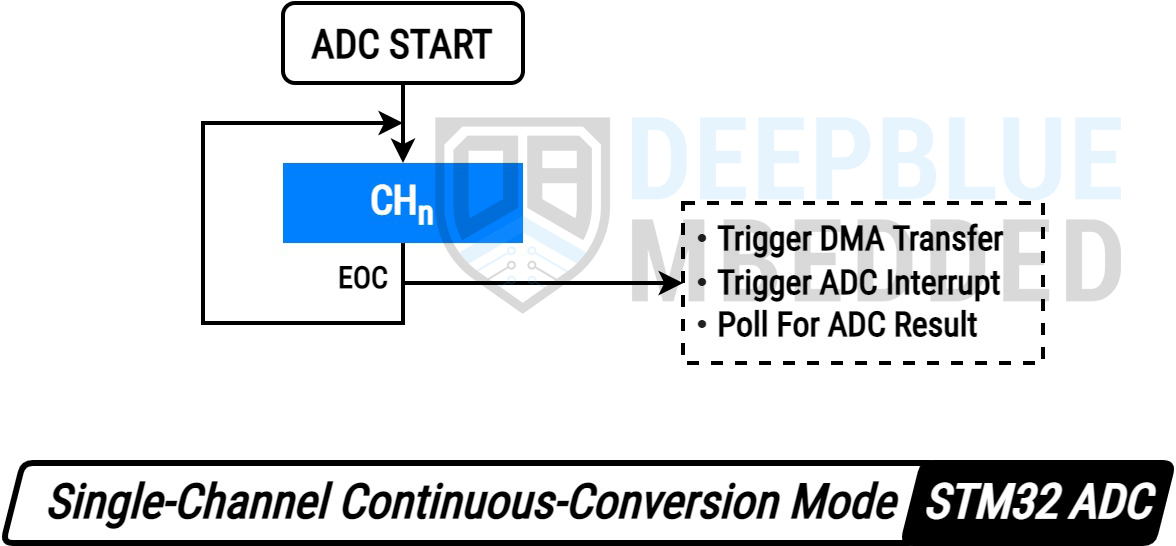 ADC START
DEEPBLUE
MBEDDED
CHn
• Trigger DMA Transfer
• Trigger ADC Interrupt
• Poll For ADC Result
EOC
Single-Channel Continuous-Conversion Mode STM32 ADC